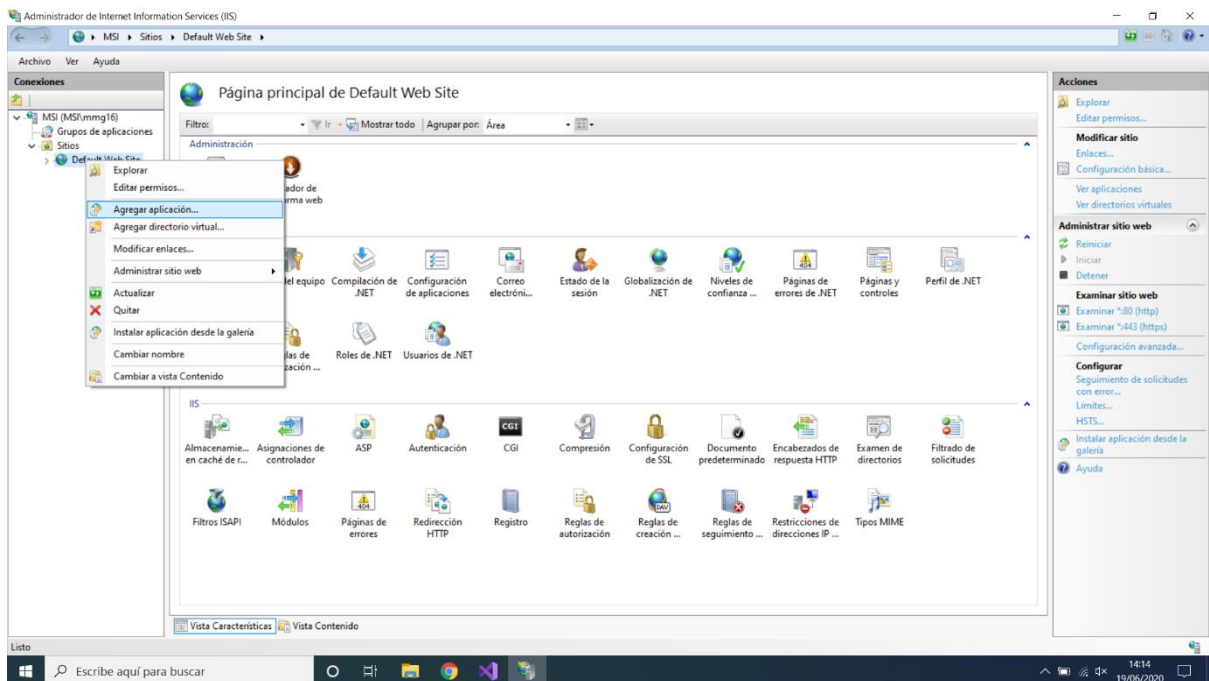 Administrador de Internet Information Services (IIS)
MSI
Sitios
Default Web Site
Archivo Ver Ayuda
Conexiones
MSI (MSI\mmg16)
Grupos de aplicaciones
Sitios
Default Web Site
Explorar
Editar permisos...
Agregar aplicación...
Agregar directorio virtual...
Modificar enlaces...
Administrar sitio web
Actualizar
Quitar
Instalar aplicación desde la galería
Cambiar nombre
Cambiar a vista Contenido
Página principal de Default Web Site
Filtro: Ir Mostrar todo Agrupar por: Área
Administración
ador de
rma web
del equipo
Compilación de
.NET
Configuración
de aplicaciones
Correo
electróni...
Estado de la
sesión
Globalización de
.NET
Niveles de
confianza ...
Páginas de
errores de .NET
Páginas y
controles
Perfil de .NET
las de
zación ...
Roles de .NET
Usuarios de .NET
IIS
Almacenamie...
en caché de r...
Asignaciones de
controlador
ASP
Autenticación
CGI
CGI
Compresión
Configuración
de SSL
Documento
predeterminado
Encabezados de
respuesta HTTP
Examen de
directorios
Filtrado de
solicitudes
Filtros ISAPI
Módulos
404
Páginas de
errores
Redirección
HTTP
Registro
Reglas de
autorización
DAV
Reglas de
creación ...
Reglas de
seguimiento ...
Restricciones de
direcciones IP ...
Tipos MIME
Vista Características Vista Contenido
Listo
Acciones
Explorar
Editar permisos...
Modificar sitio
Enlaces...
Configuración básica...
Ver aplicaciones
Ver directorios virtuales
Administrar sitio web
Reiniciar
Iniciar
Detener
Examinar sitio web
Examinar *:80 (http)
Examinar *:443 (https)
Configuración avanzada...
Configurar
Seguimiento de solicitudes
con error...
Límites...
HSTS...
Instalar aplicación desde la
galería
Ayuda
Escribe aquí para buscar
14:14
19/06/2020